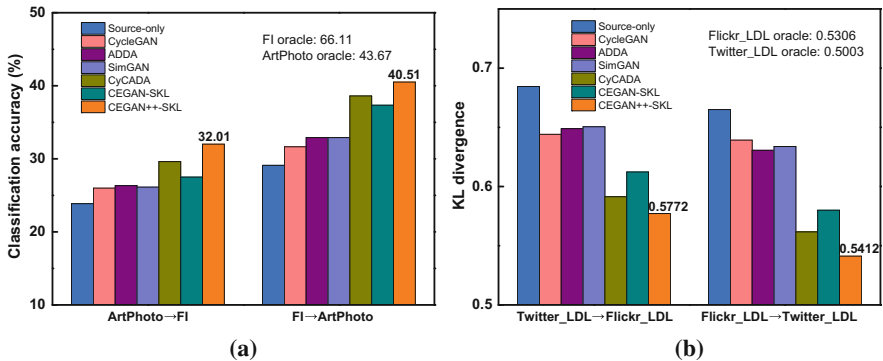 50
40
30
20
10
Classification accuracy (%)
Source-only
CycleGAN
ADDA
SimGAN
CyCADA
CEGAN-SKL
CEGAN++-SKL
FI oracle: 66.11
ArtPhoto oracle: 43.67
32.01
40.51
ArtPhoto→FI
FI→ArtPhoto
(a)
0.7
0.6
0.5
KL divergence
Source-only
CycleGAN
ADDA
SimGAN
CyCADA
CEGAN-SKL
CEGAN++-SKL
Flickr_LDL oracle: 0.5306
Twitter_LDL oracle: 0.5003
0.5772
0.5412
Twitter_LDL→Flickr_LDL
Flickr_LDL→Twitter_LDL
(b)